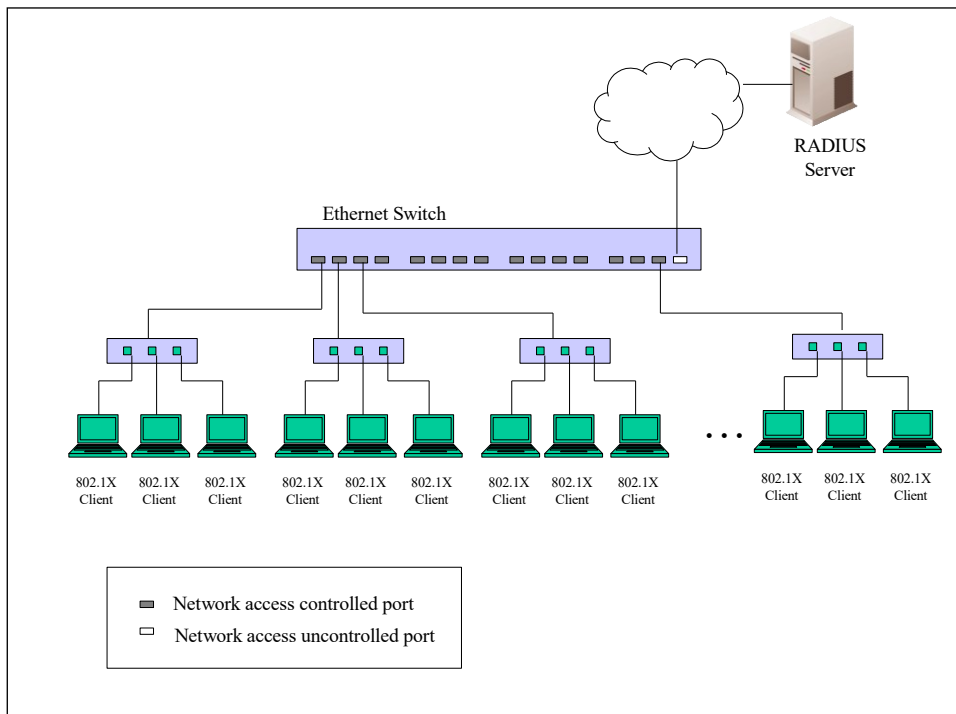 RADIUS
Server
Ethernet Switch
802.1X
Client
802.1X
Client
802.1X
Client
802.1X
Client
802.1X
Client
802.1X
Client
802.1X
Client
802.1X
Client
802.1X
Client
. . .
802.1X
Client
802.1X
Client
802.1X
Client
Network access controlled port
Network access uncontrolled port